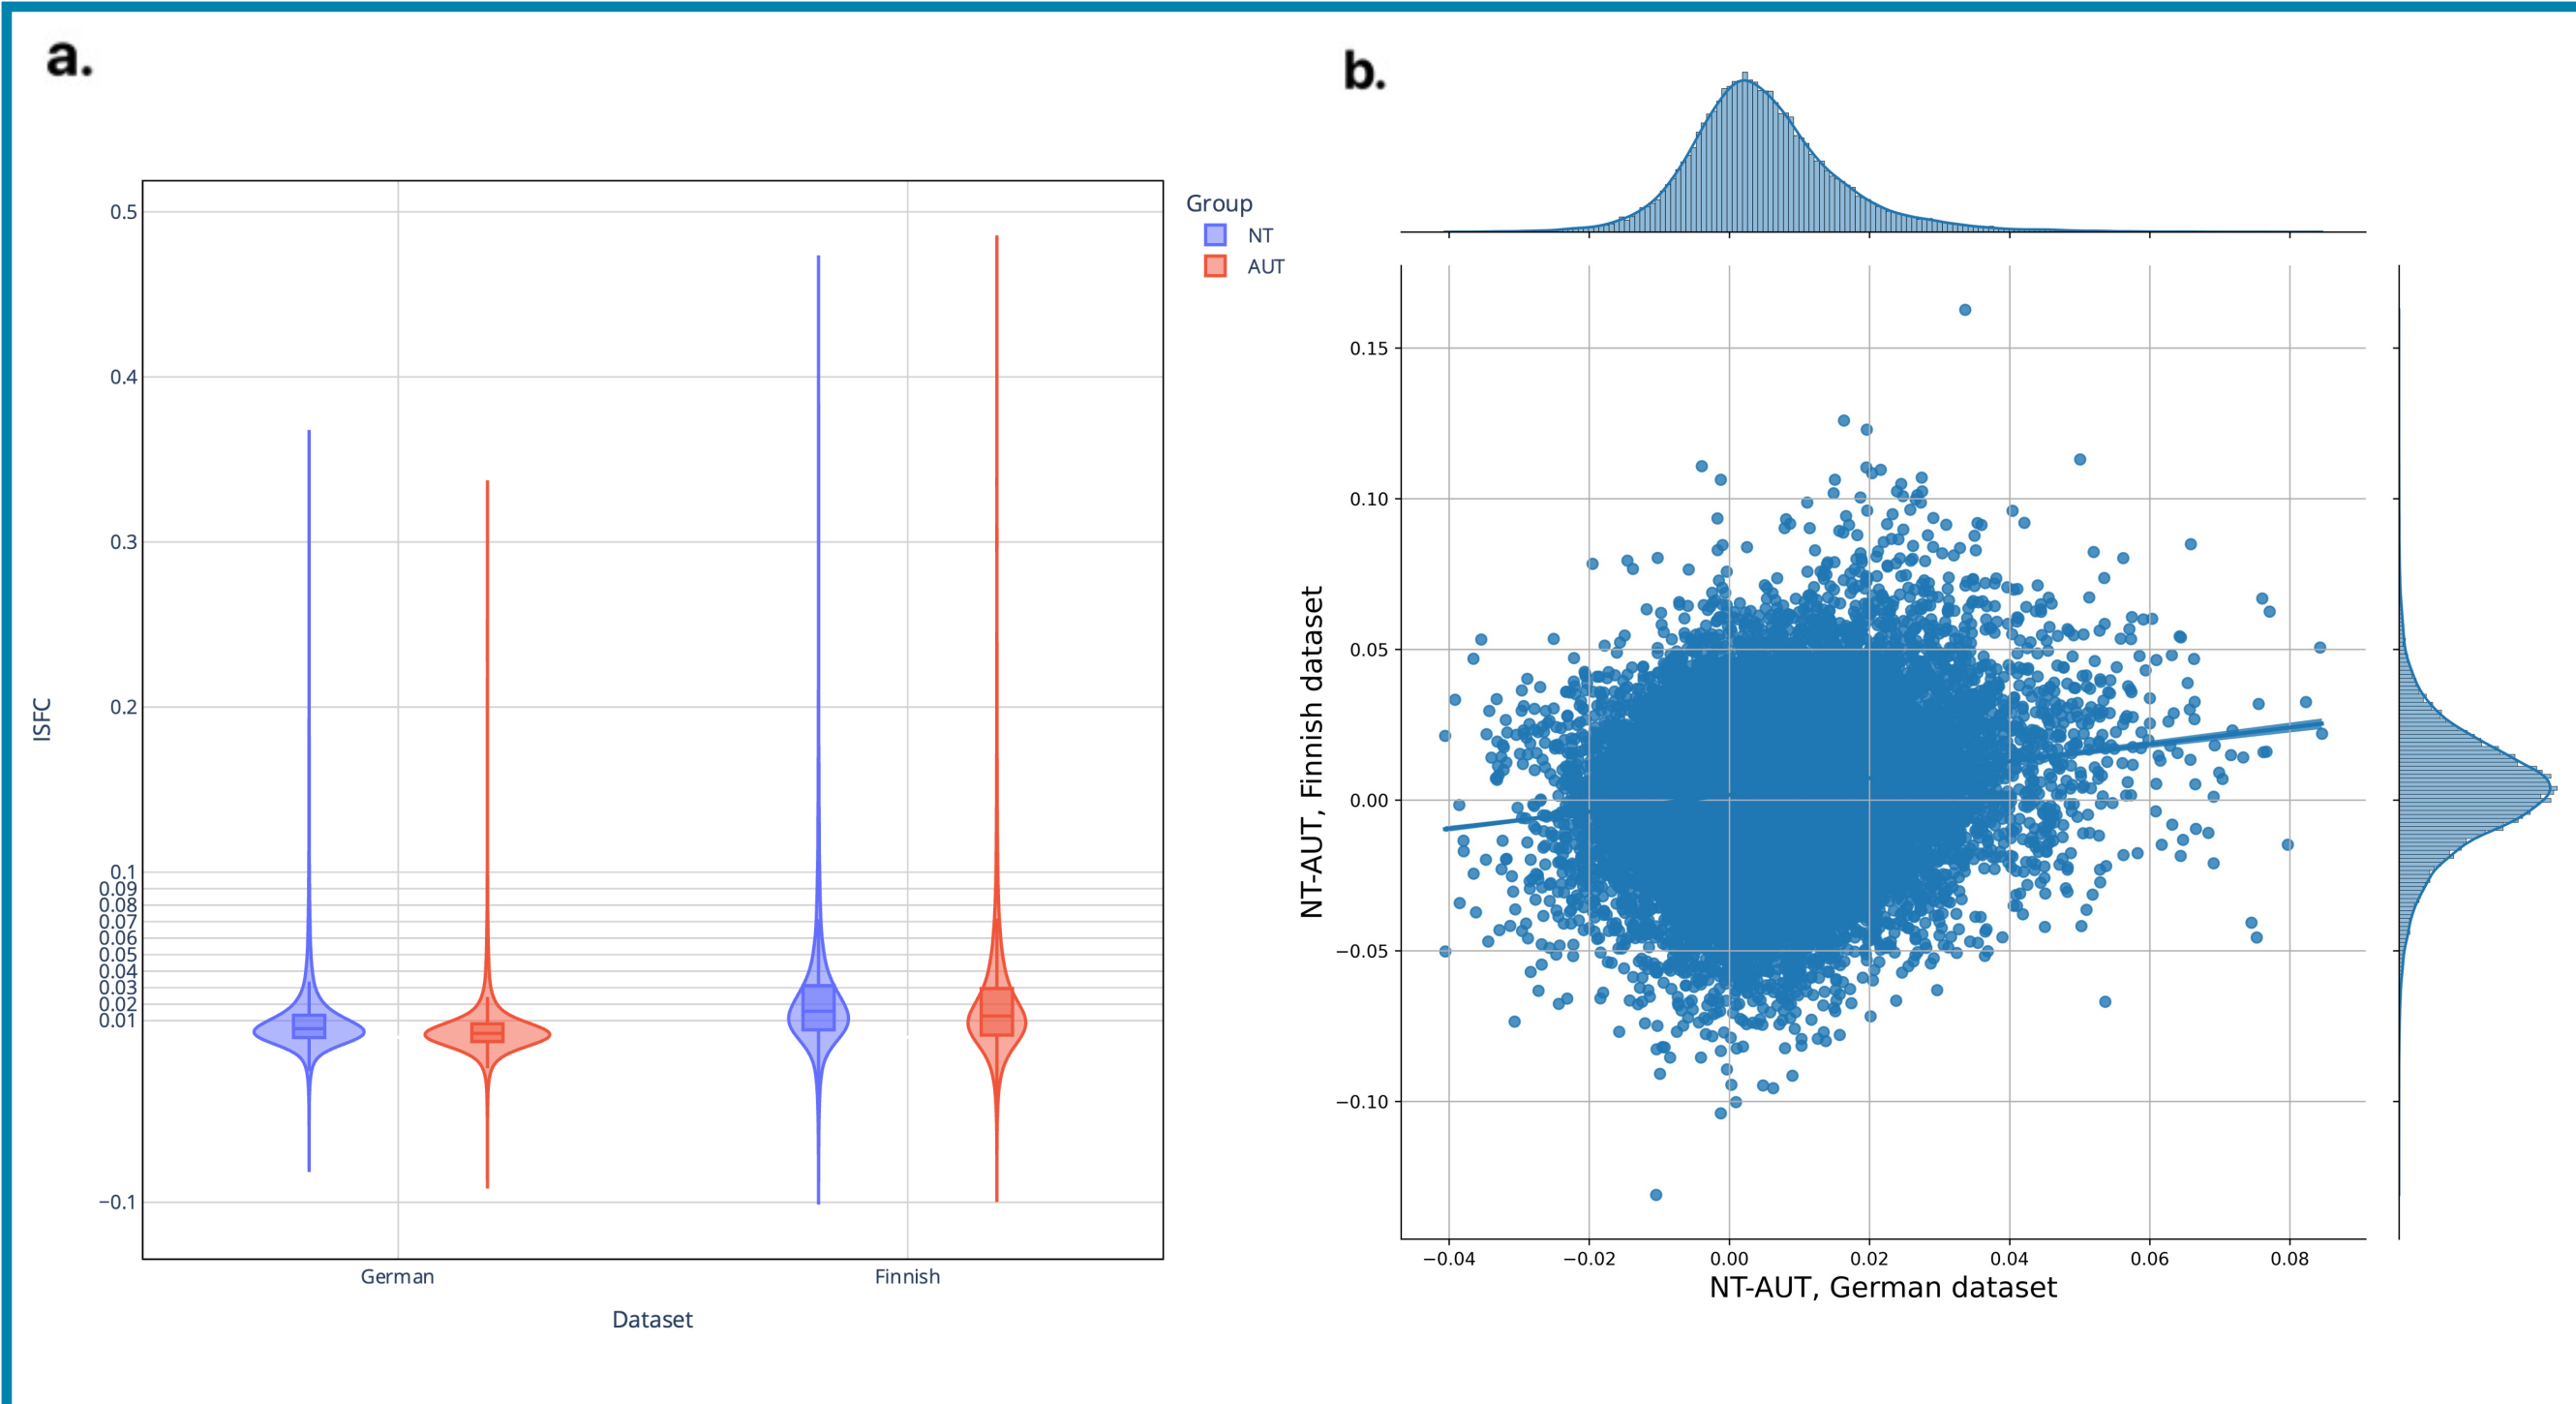 a.
ISFC
0.5
0.4
0.3
0.2
0.1
0.09
0.08
0.07
0.06
0.05
0.04
0.03
0.02
0.01
−0.1
German
Finnish
Dataset
Group
NT
AUT
b.
NT-AUT, Finnish dataset
0.15
0.10
0.05
0.00
−0.05
−0.10
−0.04 −0.02 0.00 0.02 0.04 0.06 0.08
NT-AUT, German dataset